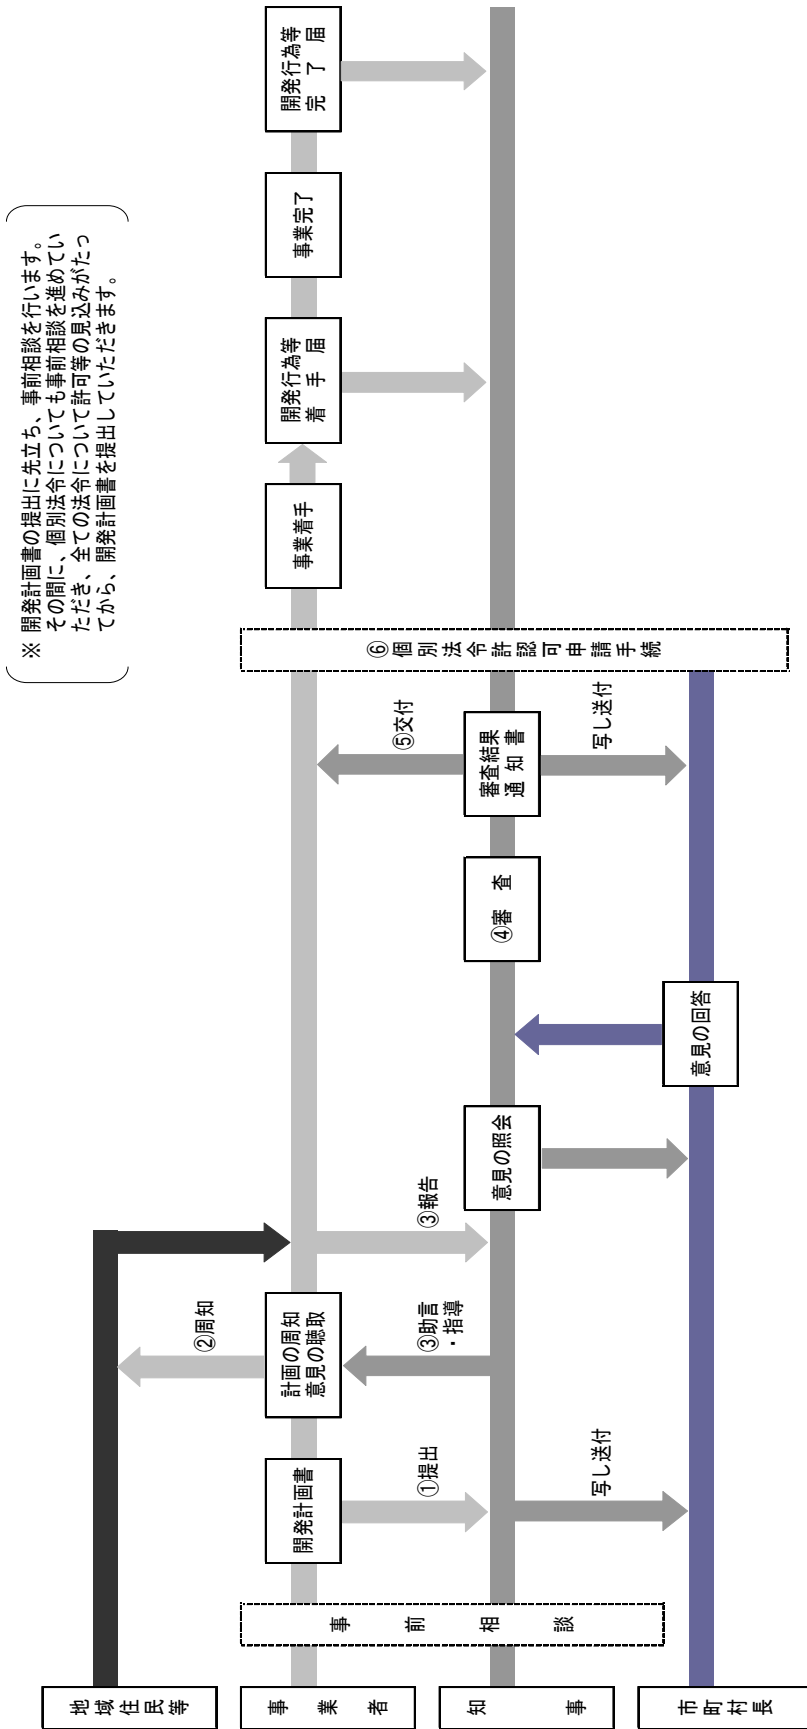 ※ 開発計画書の提出に先立ち、事前相談を行います。
その間に、個別法令についても事前相談を進めてい
ただき、全ての法令について許可等の見込みがたっ
てから、開発計画書を提出していただきます。
地域住民等
事業者
知事
市町村長
事前相談
開発計画書
①提出
写し送付
計画の周知
意見の聴取
②周知
③助言
・指導
③報告
意見の照会
意見の回答
④審査
審査結果
通知書
⑤交付
写し送付
⑥個別法令許認可申請手続
事業着手
開発行為等
着手届
事業完了
開発行為等
完了届